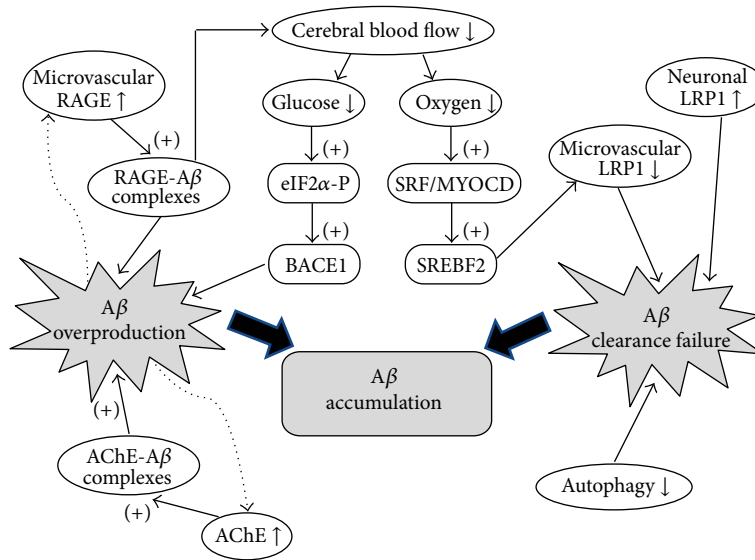 Cerebral blood flow ↓
Microvascular
RAGE ↑
(+)
RAGE-Aβ
complexes
Glucose ↓
(+)
eIF2α-P
(+)
BACE1
Oxygen ↓
(+)
SRF/MYOCD
(+)
SREBF2
Microvascular
LRP1 ↓
Neuronal
LRP1 ↑
Aβ
overproduction
Aβ
accumulation
Aβ
clearance failure
(+)
AChE-Aβ
complexes
(+)
AChE ↑
Autophagy ↓